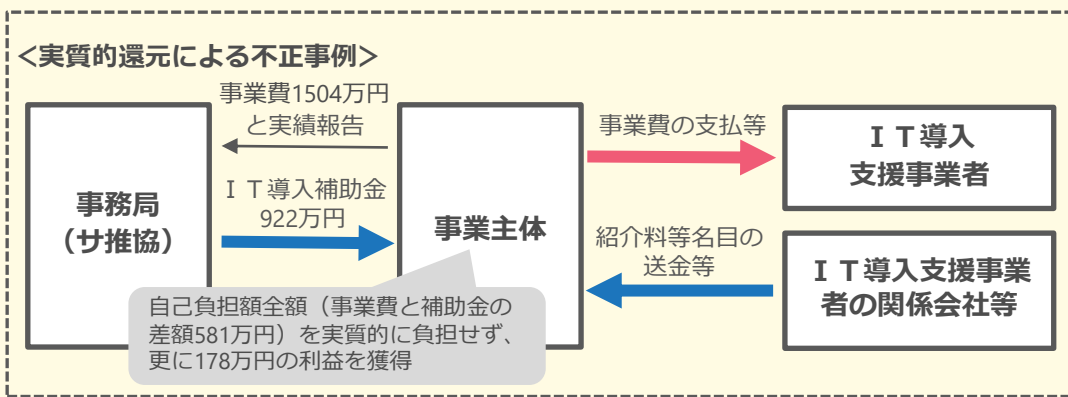 ＜実質的還元による不正事例＞
事業費1504万円
と実績報告
事務局
（サ推協）
ＩＴ導入補助金
922万円
事業主体
事業費の支払等
ＩＴ導入
支援事業者
紹介料等名目の
送金等
ＩＴ導入支援事業
者の関係会社等
自己負担額全額（事業費と補助金の
差額581万円）を実質的に負担せず、
更に178万円の利益を獲得